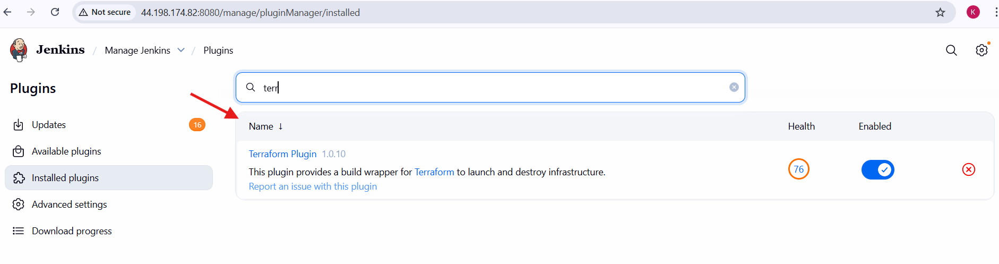 Not secure 44.198.174.82:8080/manage/pluginManager/installed K
Jenkins / Manage Jenkins / Plugins
Plugins
terr
Updates 16
Available plugins
Installed plugins
Advanced settings
Download progress
Name ↓ Health Enabled
Terraform Plugin 1.0.10
This plugin provides a build wrapper for Terraform to launch and destroy infrastructure.
Report an issue with this plugin
76